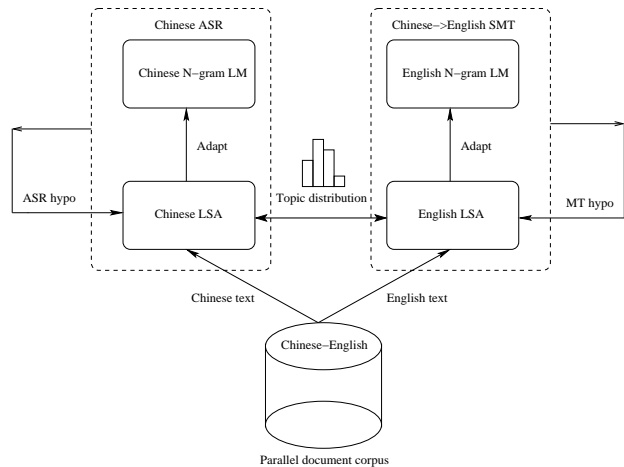 Chinese ASR
Chinese−>English SMT
Chinese N−gram LM
English N−gram LM
Adapt
Adapt
ASR hypo
Chinese LSA
Topic distribution
English LSA
MT hypo
Chinese text
English text
Chinese−English
Parallel document corpus